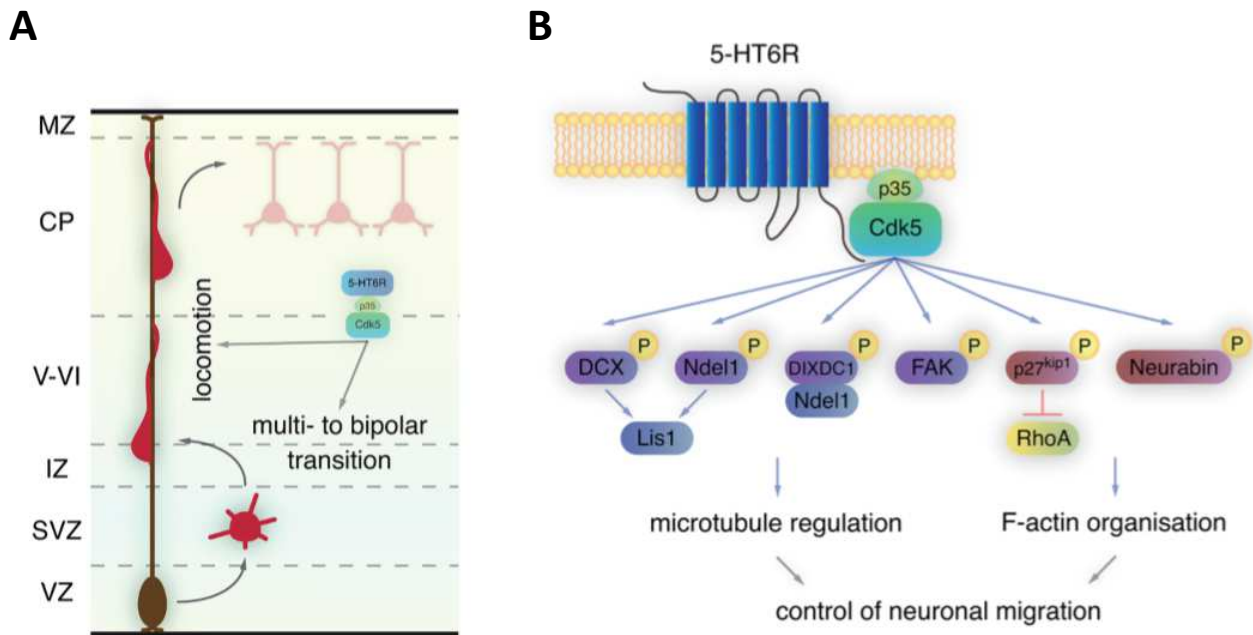 A
MZ
CP
V-VI
IZ
SVZ
VZ
locomotion
5-HT6R
p35
Cdk5
multi- to bipolar
transition
B
5-HT6R
p35
Cdk5
P
P
P
P
P
P
DCX
Ndel1
DIXDC1
FAK
p27kip1
Neurabin
Ndel1
Lis1
RhoA
microtubule regulation
F-actin organisation
control of neuronal migration